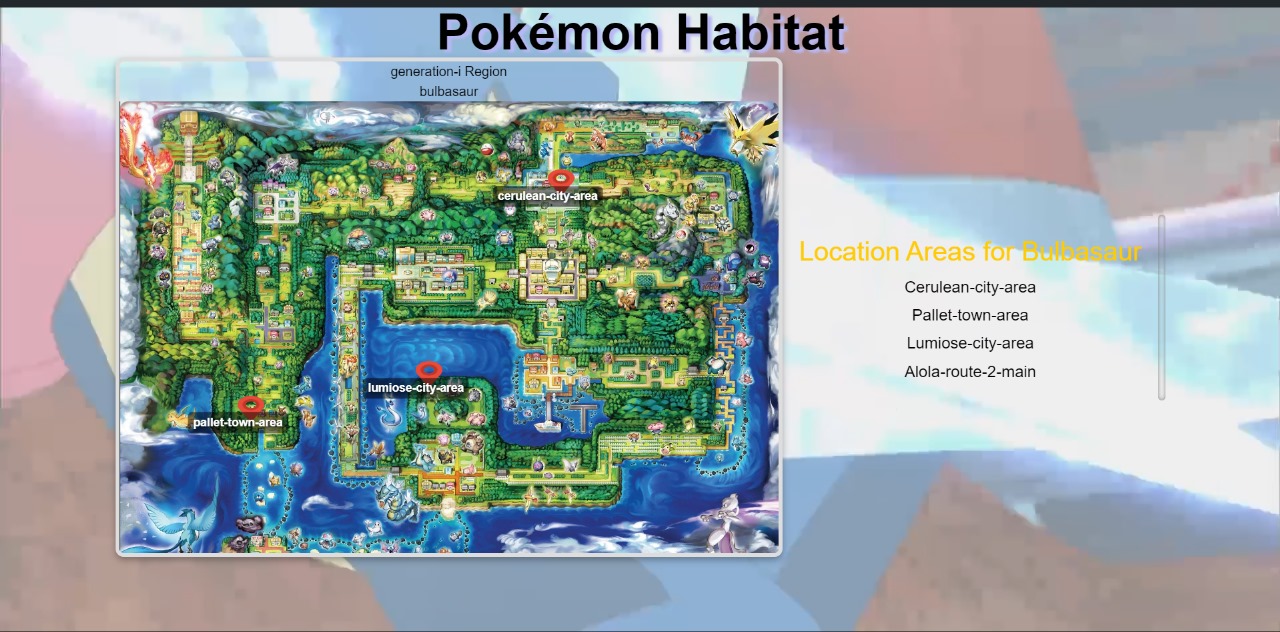 Pokémon Habitat
generation-i Region
bulbasaur
cerulean-city-area
lumiose-city-area
pallet-town-area
Location Areas for Bulbasaur
Cerulean-city-area
Pallet-town-area
Lumiose-city-area
Alola-route-2-main